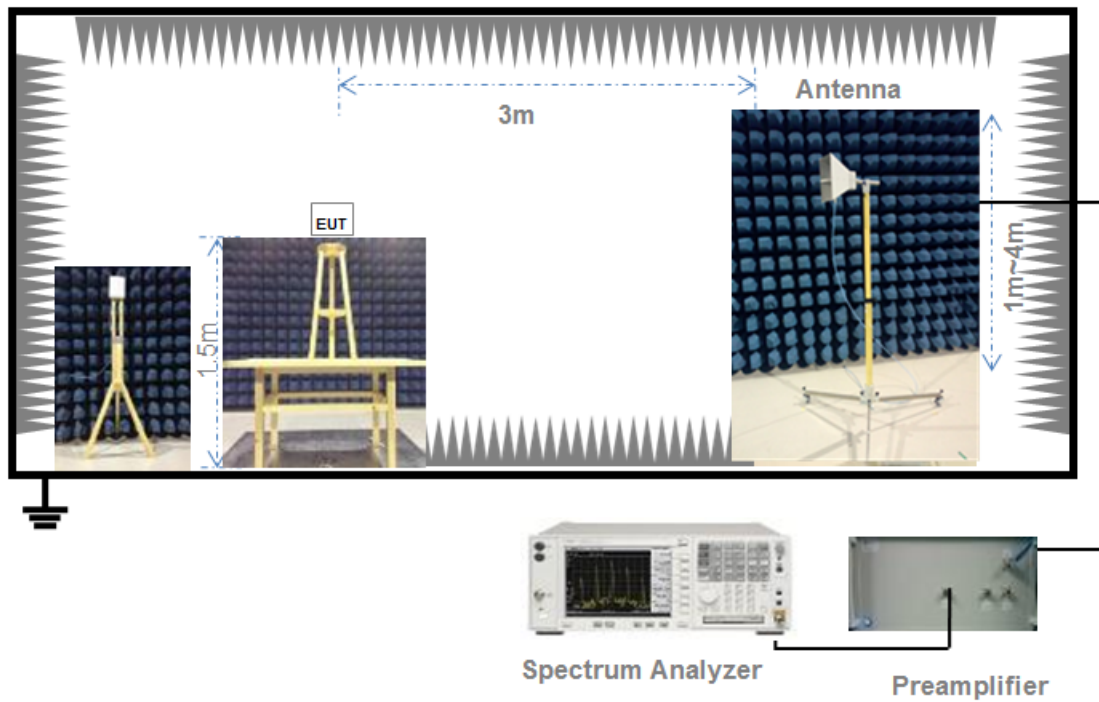 Antenna
3m
EUT
1.5m
1m~4m
Spectrum Analyzer
Preamplifier